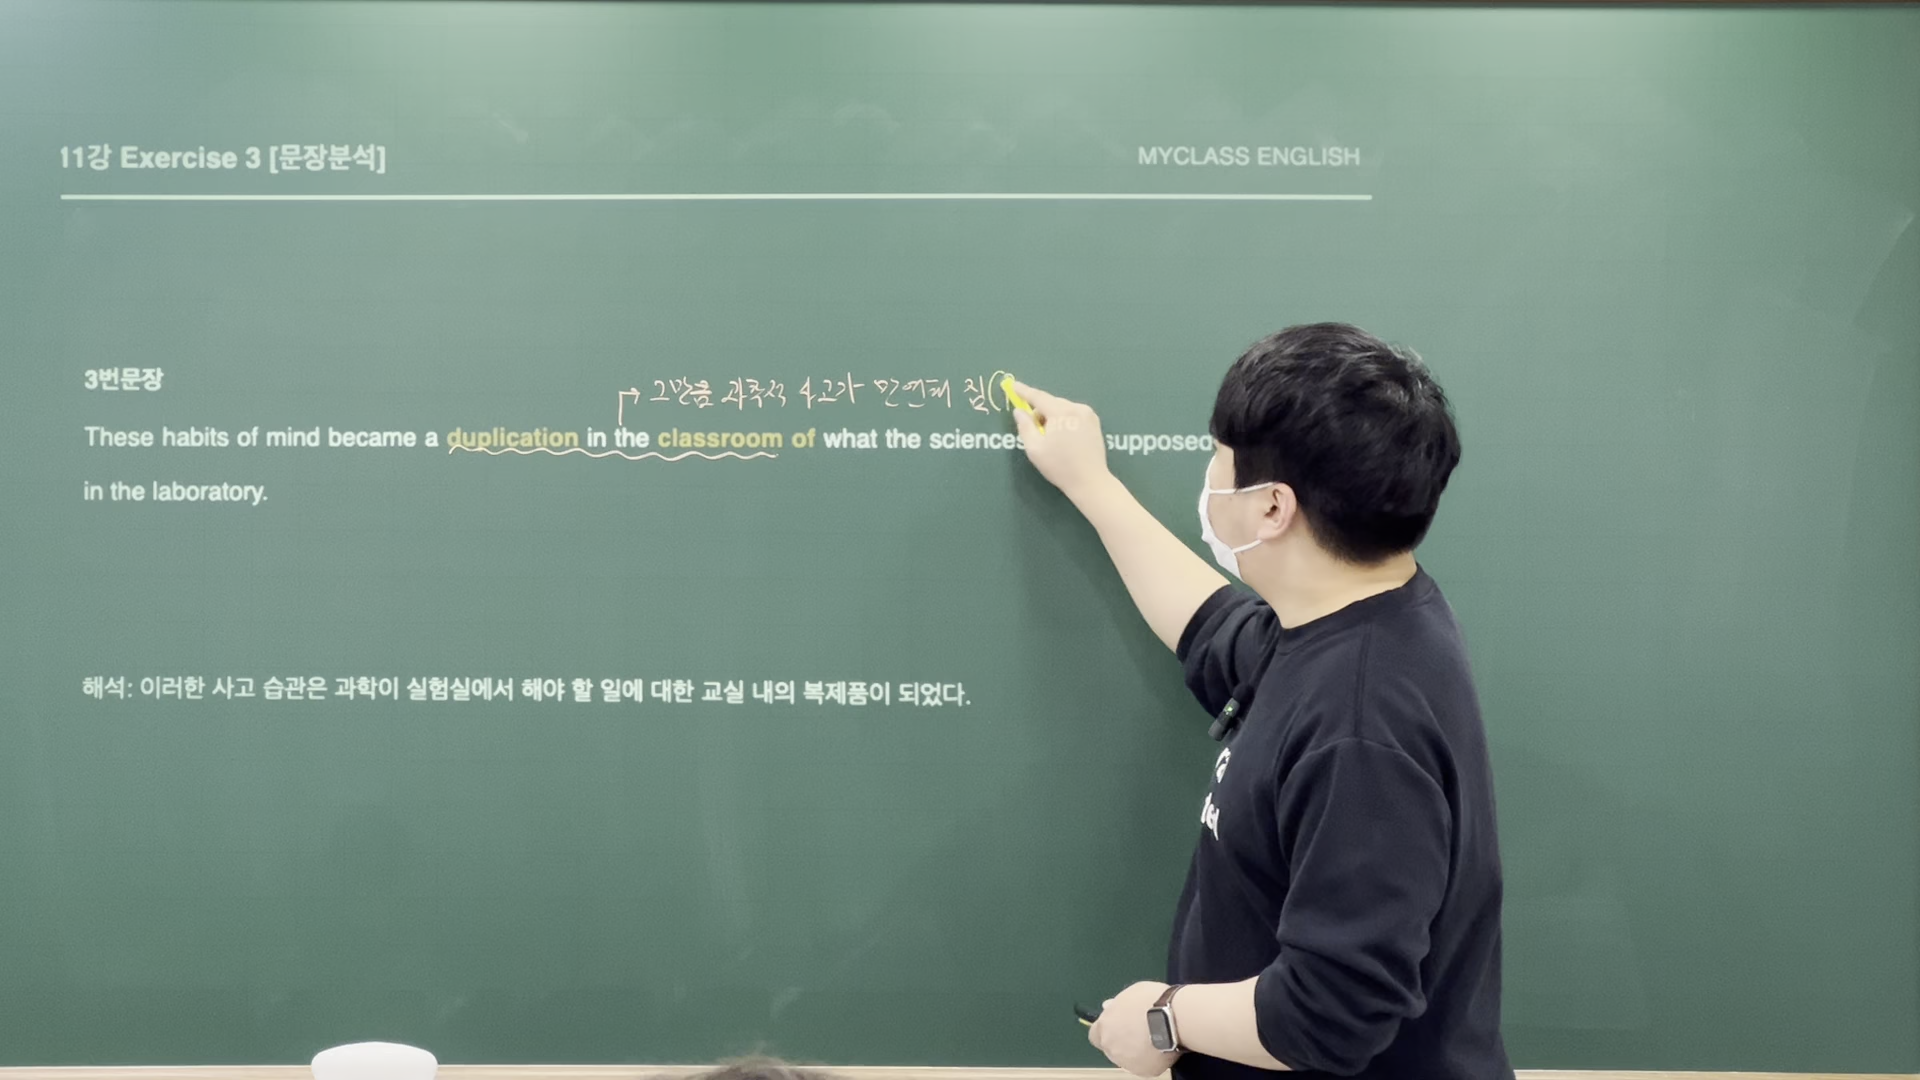 11강 Exercise 3 [문장분석]
MYCLASS ENGLISH
3번문장
그만큼 과학적 사고가 만연해 짐(
These habits of mind became a duplication in the classroom of what the sciences supposed
in the laboratory.
해석: 이러한 사고 습관은 과학이 실험실에서 해야 할 일에 대한 교실 내의 복제품이 되었다.